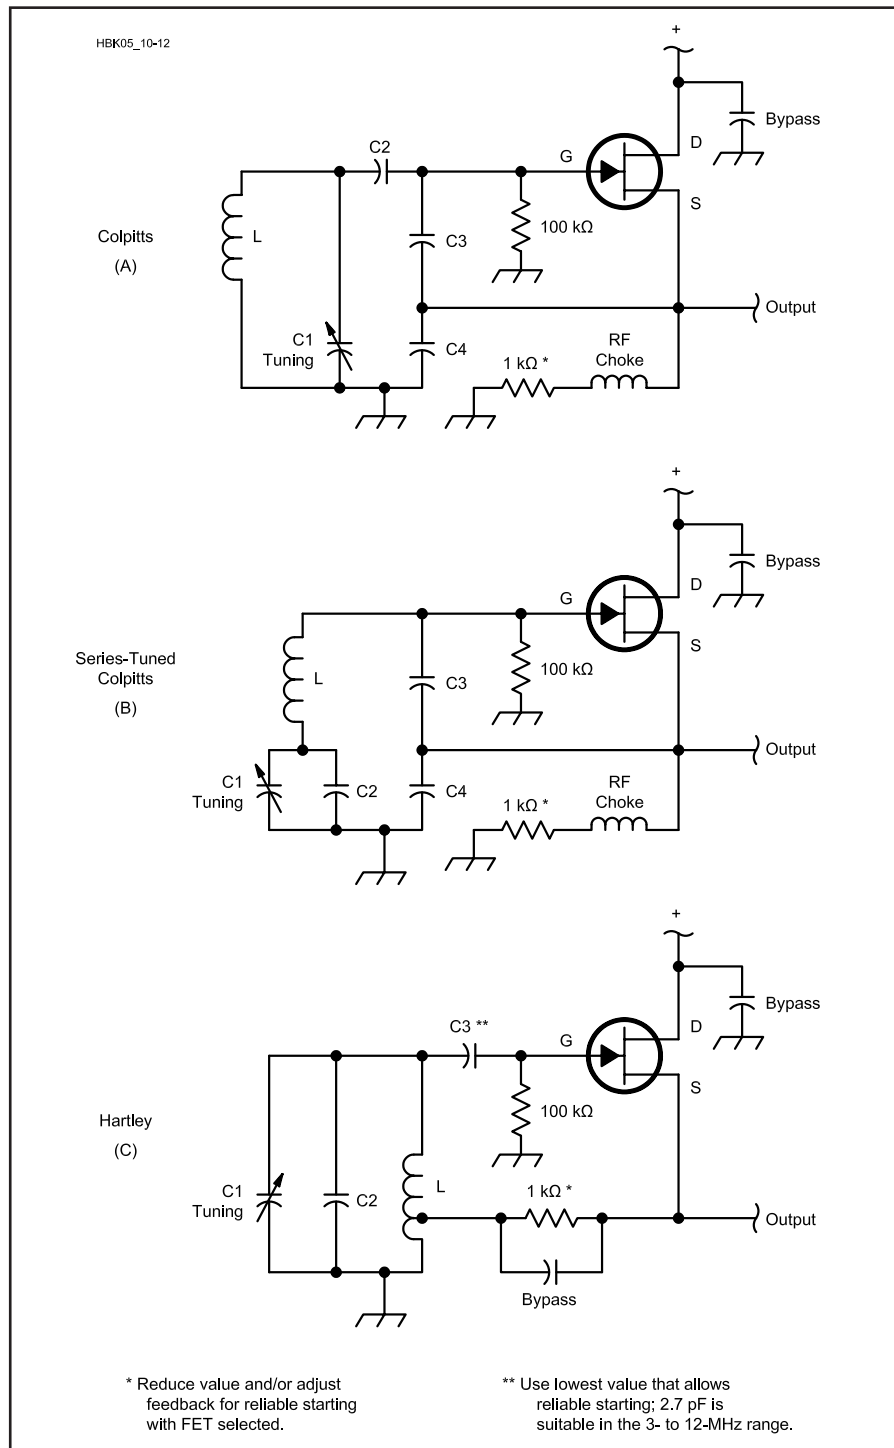 HBK05_10-12
+
Bypass
D
C2
G
S
100 kΩ
L
C3
Colpitts
(A)
Output
C1
Tuning
C4
1 kΩ *
RF
Choke
+
Bypass
D
G
S
100 kΩ
Series-Tuned
Colpitts
(B)
L
C3
Output
C1
Tuning
C2
C4
1 kΩ *
RF
Choke
+
Bypass
D
C3 **
G
S
100 kΩ
Hartley
(C)
L
C1
Tuning
C2
1 kΩ *
Output
Bypass
* Reduce value and/or adjust
feedback for reliable starting
with FET selected.
** Use lowest value that allows
reliable starting; 2.7 pF is
suitable in the 3- to 12-MHz range.